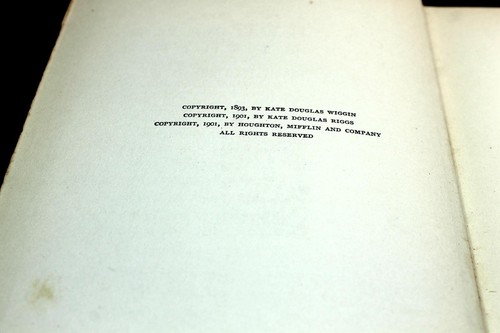 COPYRIGHT, 1893, BY KATE DOUGLAS WIGGIN
COPYRIGHT, 1901, BY KATE DOUGLAS RIGGS
COPYRIGHT, 1901, BY HOUGHTON, MIFFLIN AND COMPANY
ALL RIGHTS RESERVED